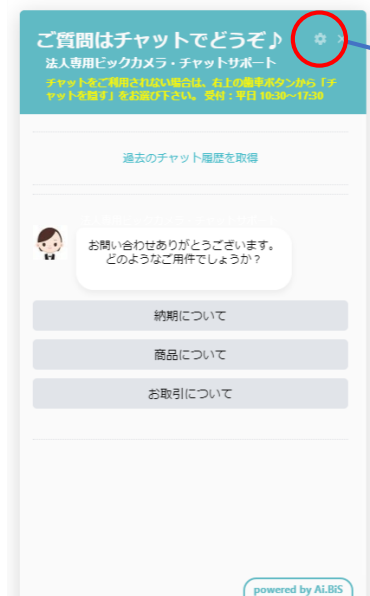 ご質問はチャットでどうぞ♪
法人専用ビックカメラ・チャットサポート
チャットをご利用されない場合は、右上の歯車ボタンから「チ
ャットを隠す」をお選び下さい。受付：平日 10:30～17:30
過去のチャット履歴を取得
お問い合わせありがとうございます。
どのようなご用件でしょうか？
納期について
商品について
お取引について
powered by Ai.BiS